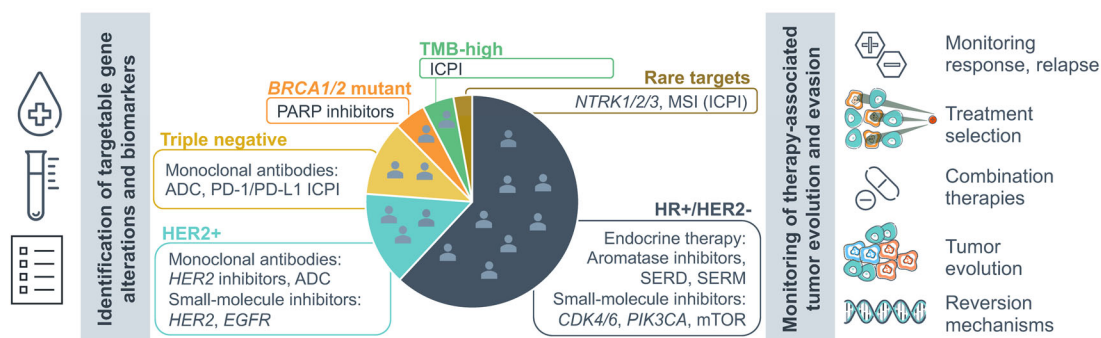 Identification of targetable gene
alterations and biomarkers
TMB-high
ICPI
BRCA1/2 mutant
PARP inhibitors
Rare targets
NTRK1/2/3, MSI (ICPI)
Triple negative
Monoclonal antibodies:
ADC, PD-1/PD-L1 ICPI
HER2+
Monoclonal antibodies:
HER2 inhibitors, ADC
Small-molecule inhibitors:
HER2, EGFR
HR+/HER2-
Endocrine therapy:
Aromatase inhibitors,
SERD, SERM
Small-molecule inhibitors:
CDK4/6, PIK3CA, mTOR
Monitoring of therapy-associated
tumor evolution and evasion
Monitoring
response, relapse
Treatment
selection
Combination
therapies
Tumor
evolution
Reversion
mechanisms